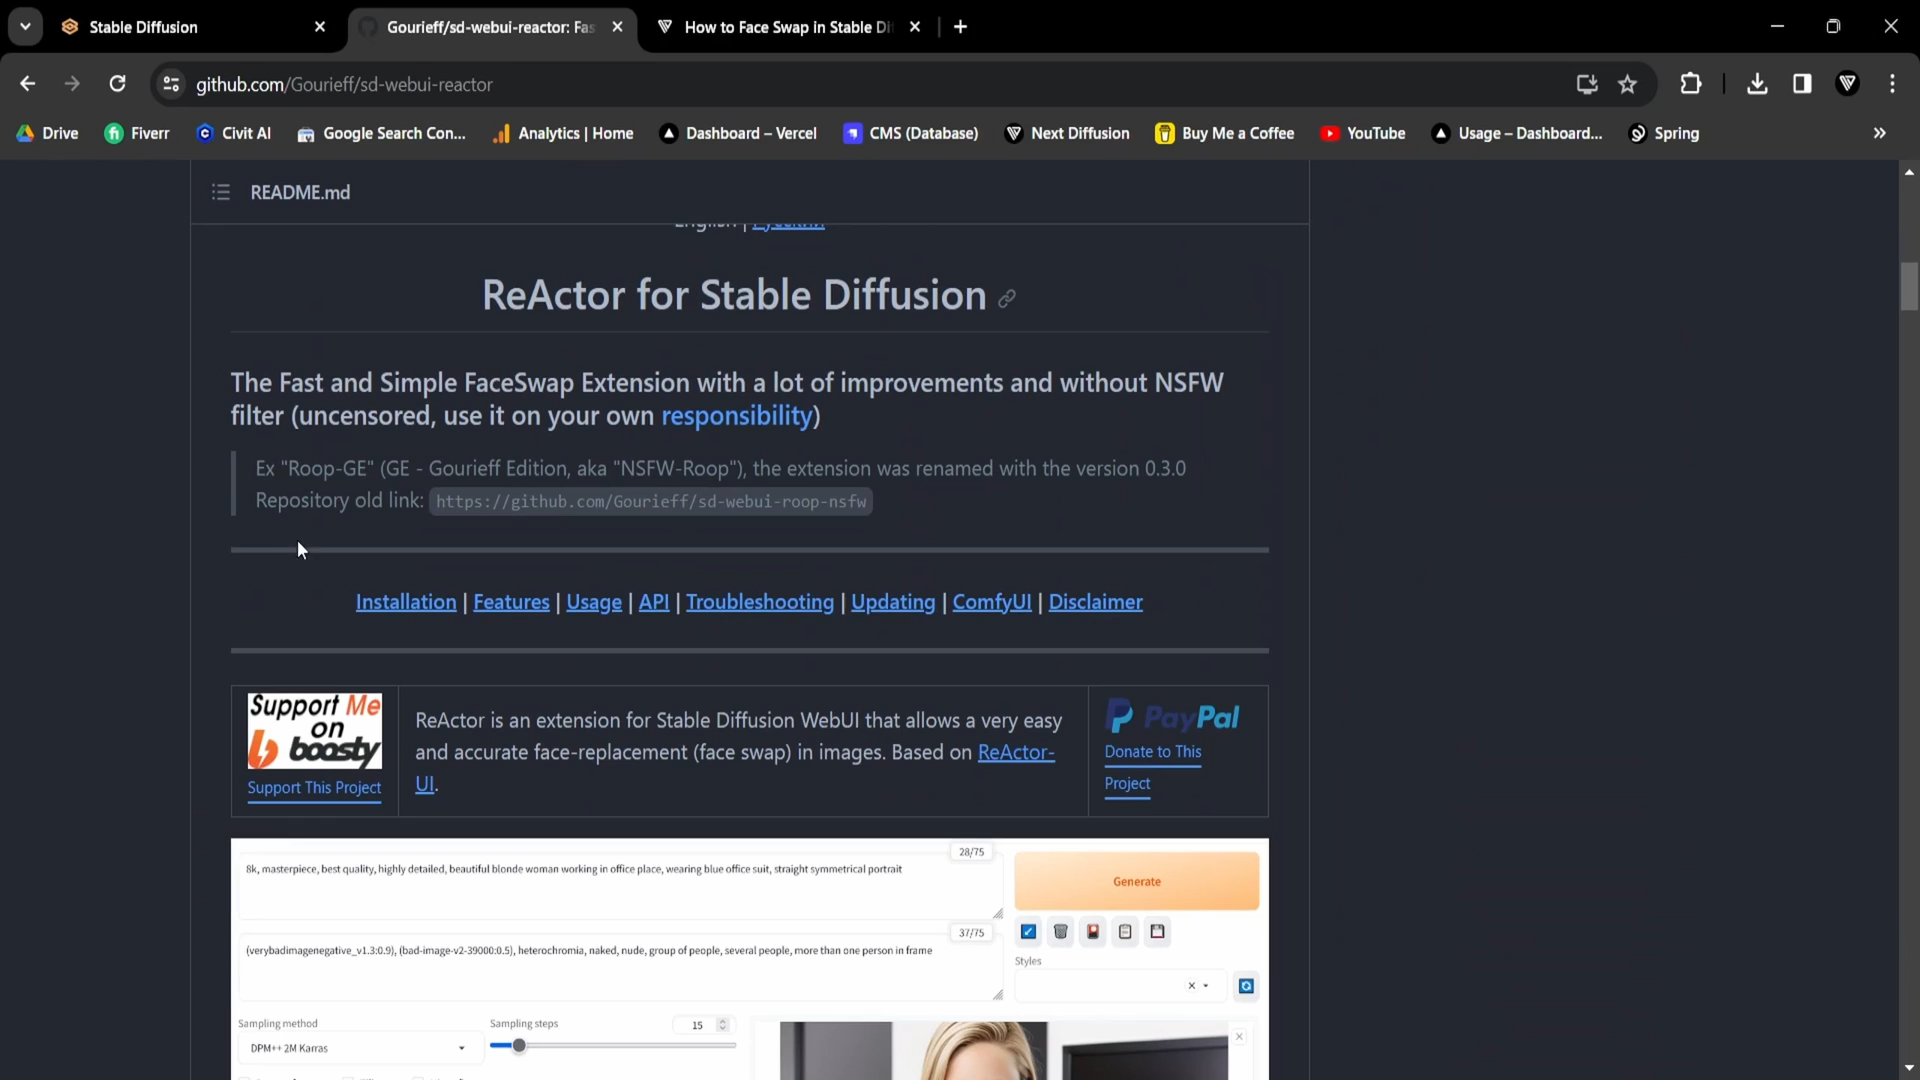 Stable Diffusion
Gourieff/sd-webui-reactor: Fas
How to Face Swap in Stable Di
github.com/Gourieff/sd-webui-reactor
Drive
Fiverr
Civit AI
Google Search Con...
Analytics | Home
Dashboard – Vercel
CMS (Database)
Next Diffusion
Buy Me a Coffee
YouTube
Usage – Dashboard...
Spring
README.md
English | Русский
ReActor for Stable Diffusion
The Fast and Simple FaceSwap Extension with a lot of improvements and without NSFW
filter (uncensored, use it on your own responsibility)
Ex "Roop-GE" (GE - Gourieff Edition, aka "NSFW-Roop"), the extension was renamed with the version 0.3.0
Repository old link: https://github.com/Gourieff/sd-webui-roop-nsfw
Installation | Features | Usage | API | Troubleshooting | Updating | ComfyUI | Disclaimer
Support Me
on
boosty
Support This Project
ReActor is an extension for Stable Diffusion WebUI that allows a very easy
and accurate face-replacement (face swap) in images. Based on ReActor-
UI.
PayPal
Donate to This
Project
28/75
8k, masterpiece, best quality, highly detailed, beautiful blonde woman working in office place, wearing blue office suit, straight symmetrical portrait
Generate
37/75
(verybadimagenegative_v1.3:0.9), (bad-image-v2-39000:0.5), heterochromia, naked, nude, group of people, several people, more than one person in frame
Styles
Sampling method
Sampling steps
15
DPM++ 2M Karras